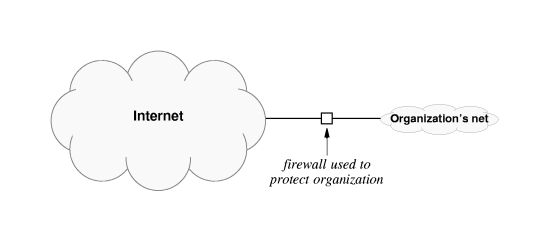 Internet
Organization's net
firewall used to
protect organization